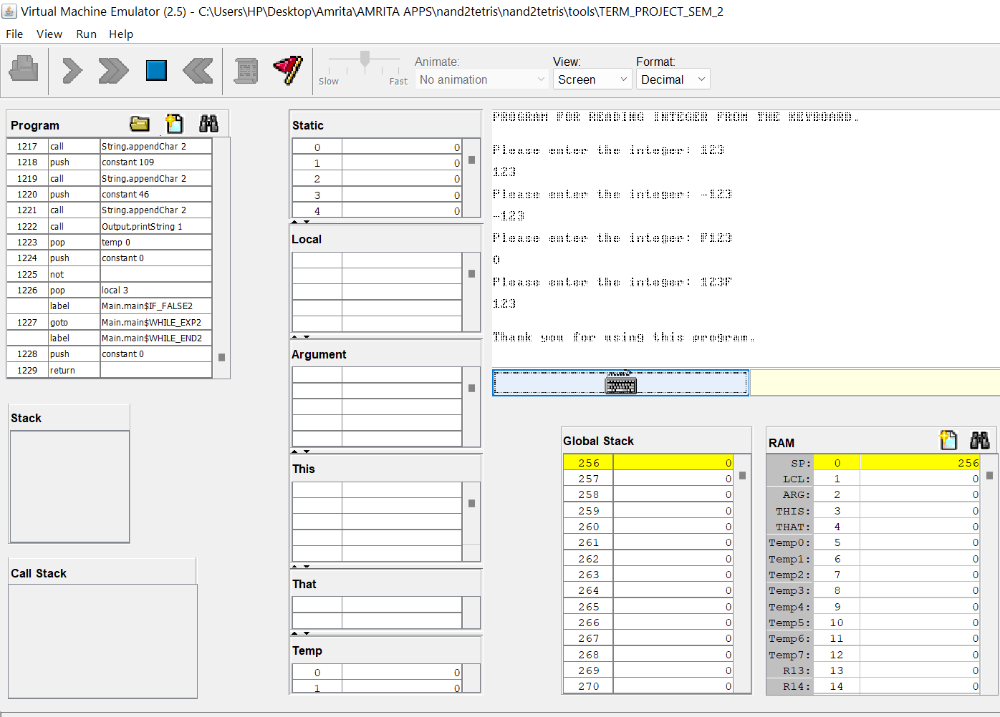 Virtual Machine Emulator (2.5) - C:\Users\HP\Desktop\Amrita\AMRITA APPS\nand2tetris\nand2tetris\tools\TERM_PROJECT_SEM_2
File View Run Help
Slow Fast
Animate:
No animation
View:
Screen
Format:
Decimal
Program
1217 call String.appendChar 2
1218 push constant 109
1219 call String.appendChar 2
1220 push constant 46
1221 call String.appendChar 2
1222 call Output.printString 1
1223 pop temp 0
1224 push constant 0
1225 not
1226 pop local 3
label Main.main$IF_FALSE2
1227 goto Main.main$WHILE_EXP2
label Main.main$WHILE_END2
1228 push constant 0
1229 return
Stack
Call Stack
Static
0 0
1 0
2 0
3 0
4 0
Local
Argument
This
That
Temp
0 0
1 0
PROGRAM FOR READING INTEGER FROM THE KEYBOARD.
Please enter the integer: 123
123
Please enter the integer: -123
-123
Please enter the integer: F123
0
Please enter the integer: 123F
123
Thank you for using this program.
Global Stack
256 0
257 0
258 0
259 0
260 0
261 0
262 0
263 0
264 0
265 0
266 0
267 0
268 0
269 0
270 0
RAM
SP: 0 256
LCL: 1 0
ARG: 2 0
THIS: 3 0
THAT: 4 0
Temp0: 5 0
Temp1: 6 0
Temp2: 7 0
Temp3: 8 0
Temp4: 9 0
Temp5: 10 0
Temp6: 11 0
Temp7: 12 0
R13: 13 0
R14: 14 0